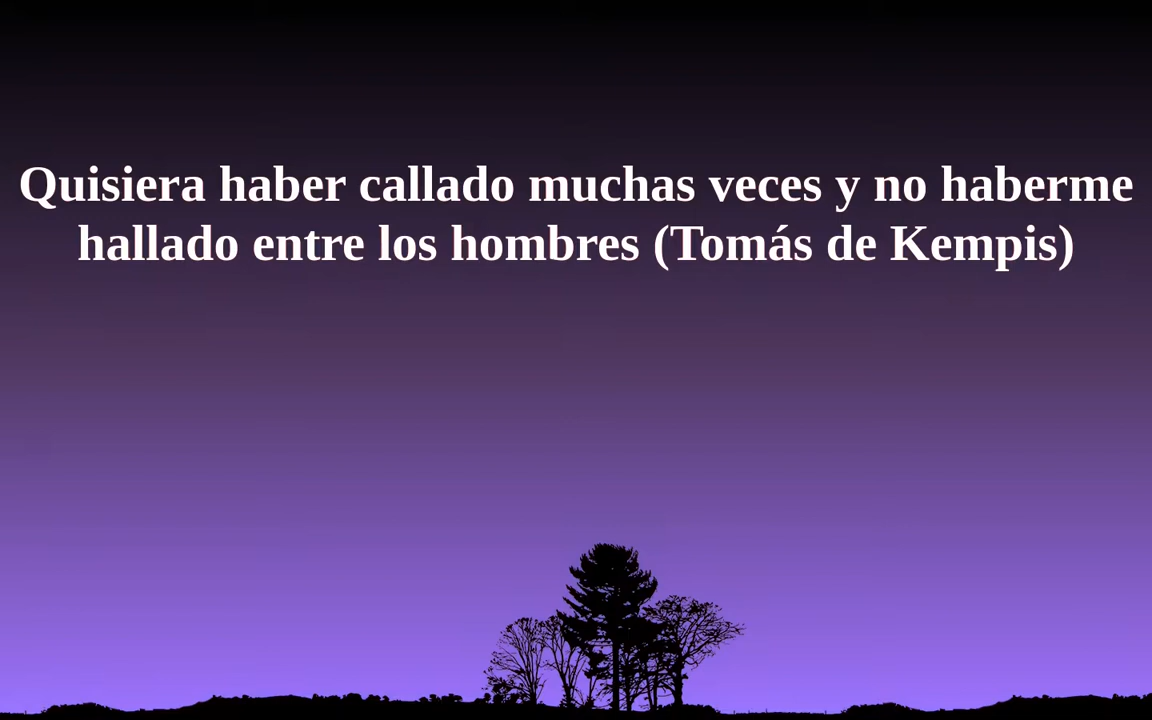 Quisiera haber callado muchas veces y no haberme
hallado entre los hombres (Tomás de Kempis)